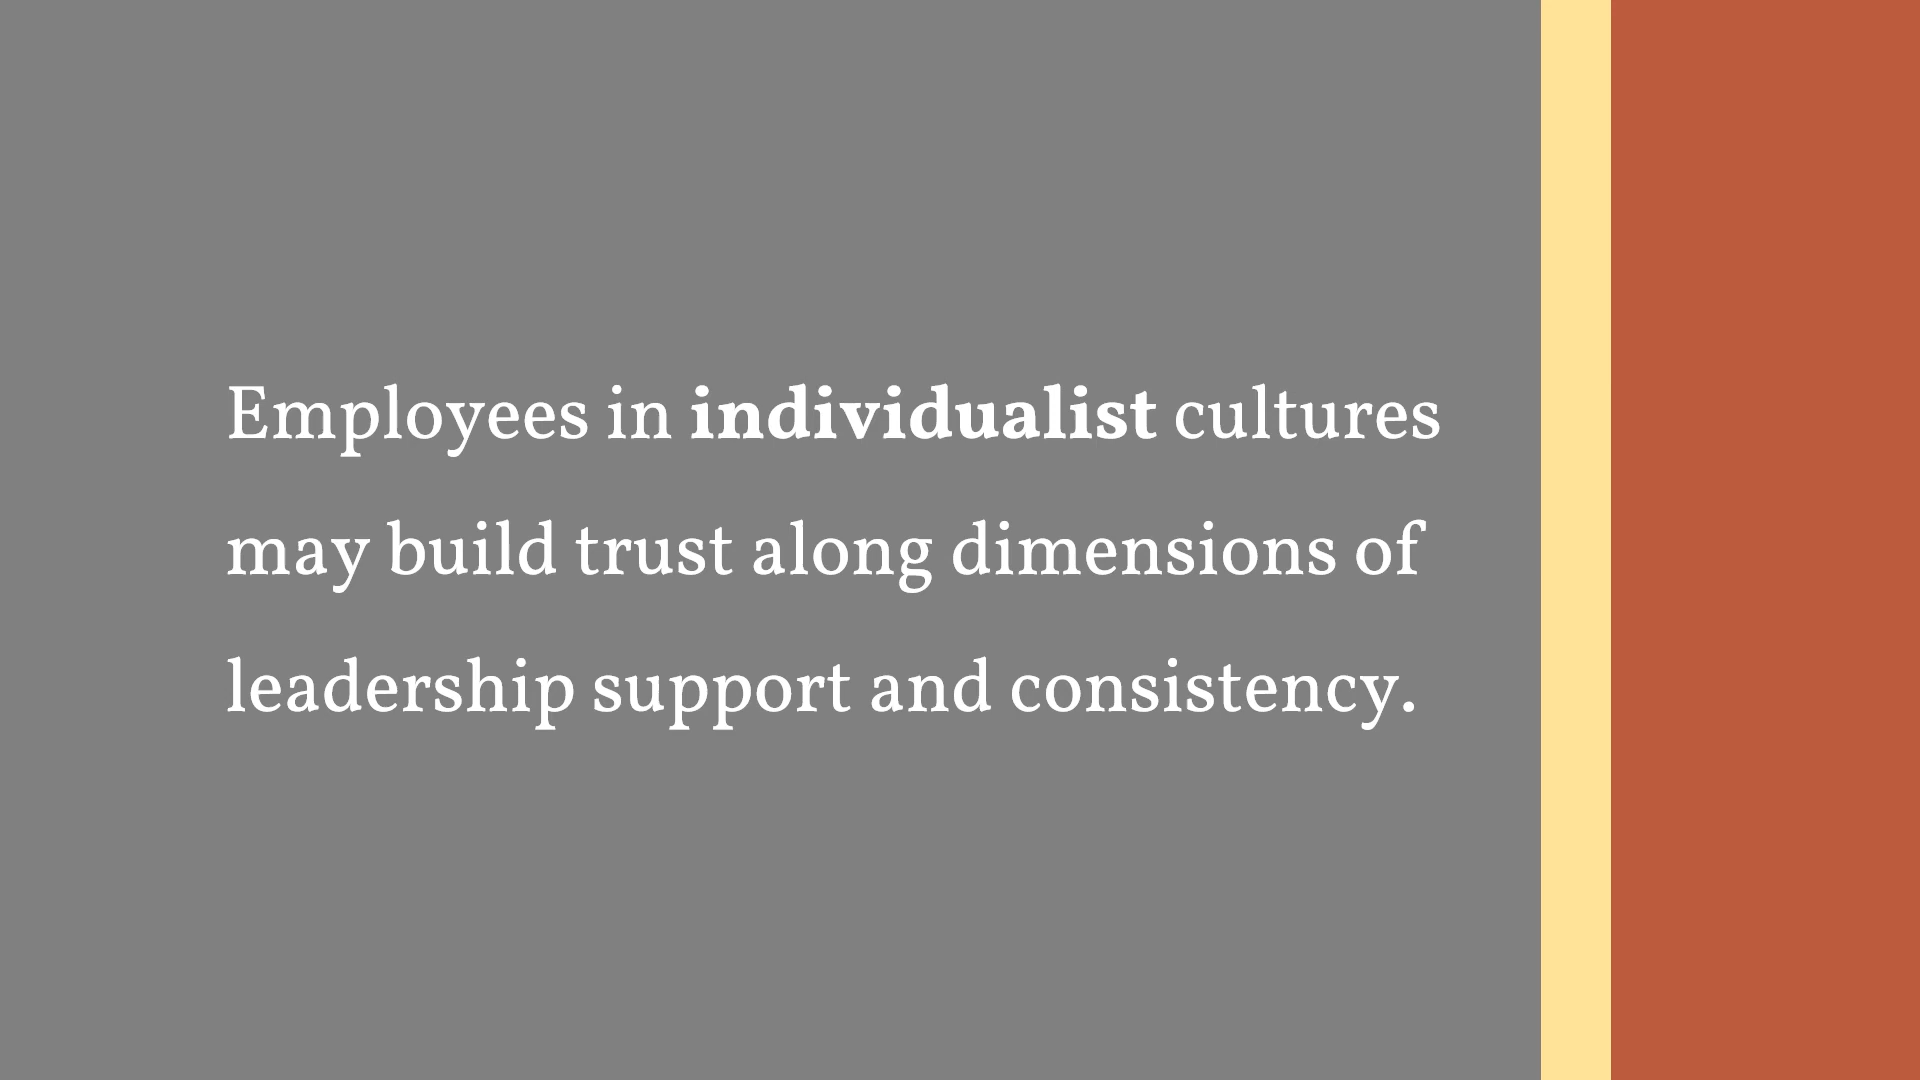 Employees in individualist cultures
may build trust along dimensions of
leadership support and consistency.